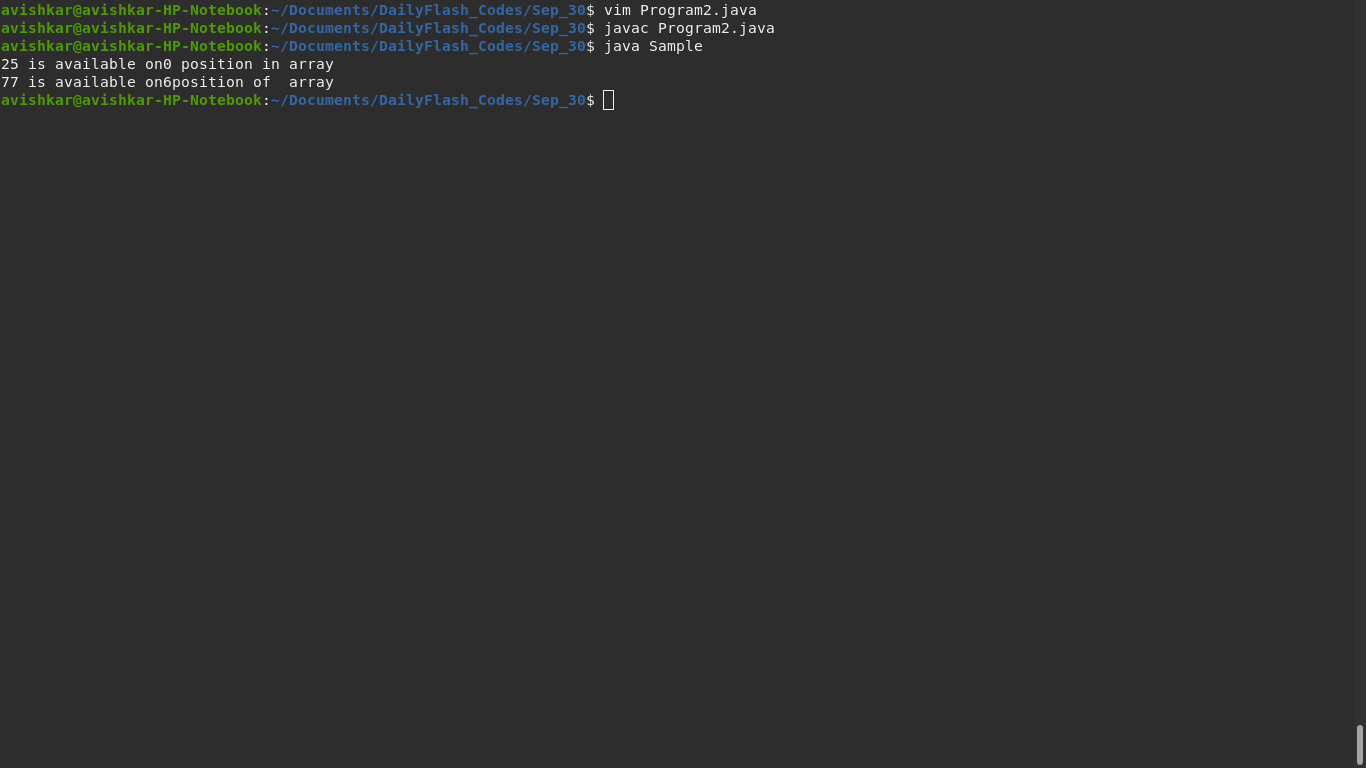 avishkar@avishkar-HP-Notebook:~/Documents/DailyFlash_Codes/Sep_30$ vim Program2.java
avishkar@avishkar-HP-Notebook:~/Documents/DailyFlash_Codes/Sep_30$ javac Program2.java
avishkar@avishkar-HP-Notebook:~/Documents/DailyFlash_Codes/Sep_30$ java Sample
25 is available on0 position in array
77 is available on6position of  array
avishkar@avishkar-HP-Notebook:~/Documents/DailyFlash_Codes/Sep_30$